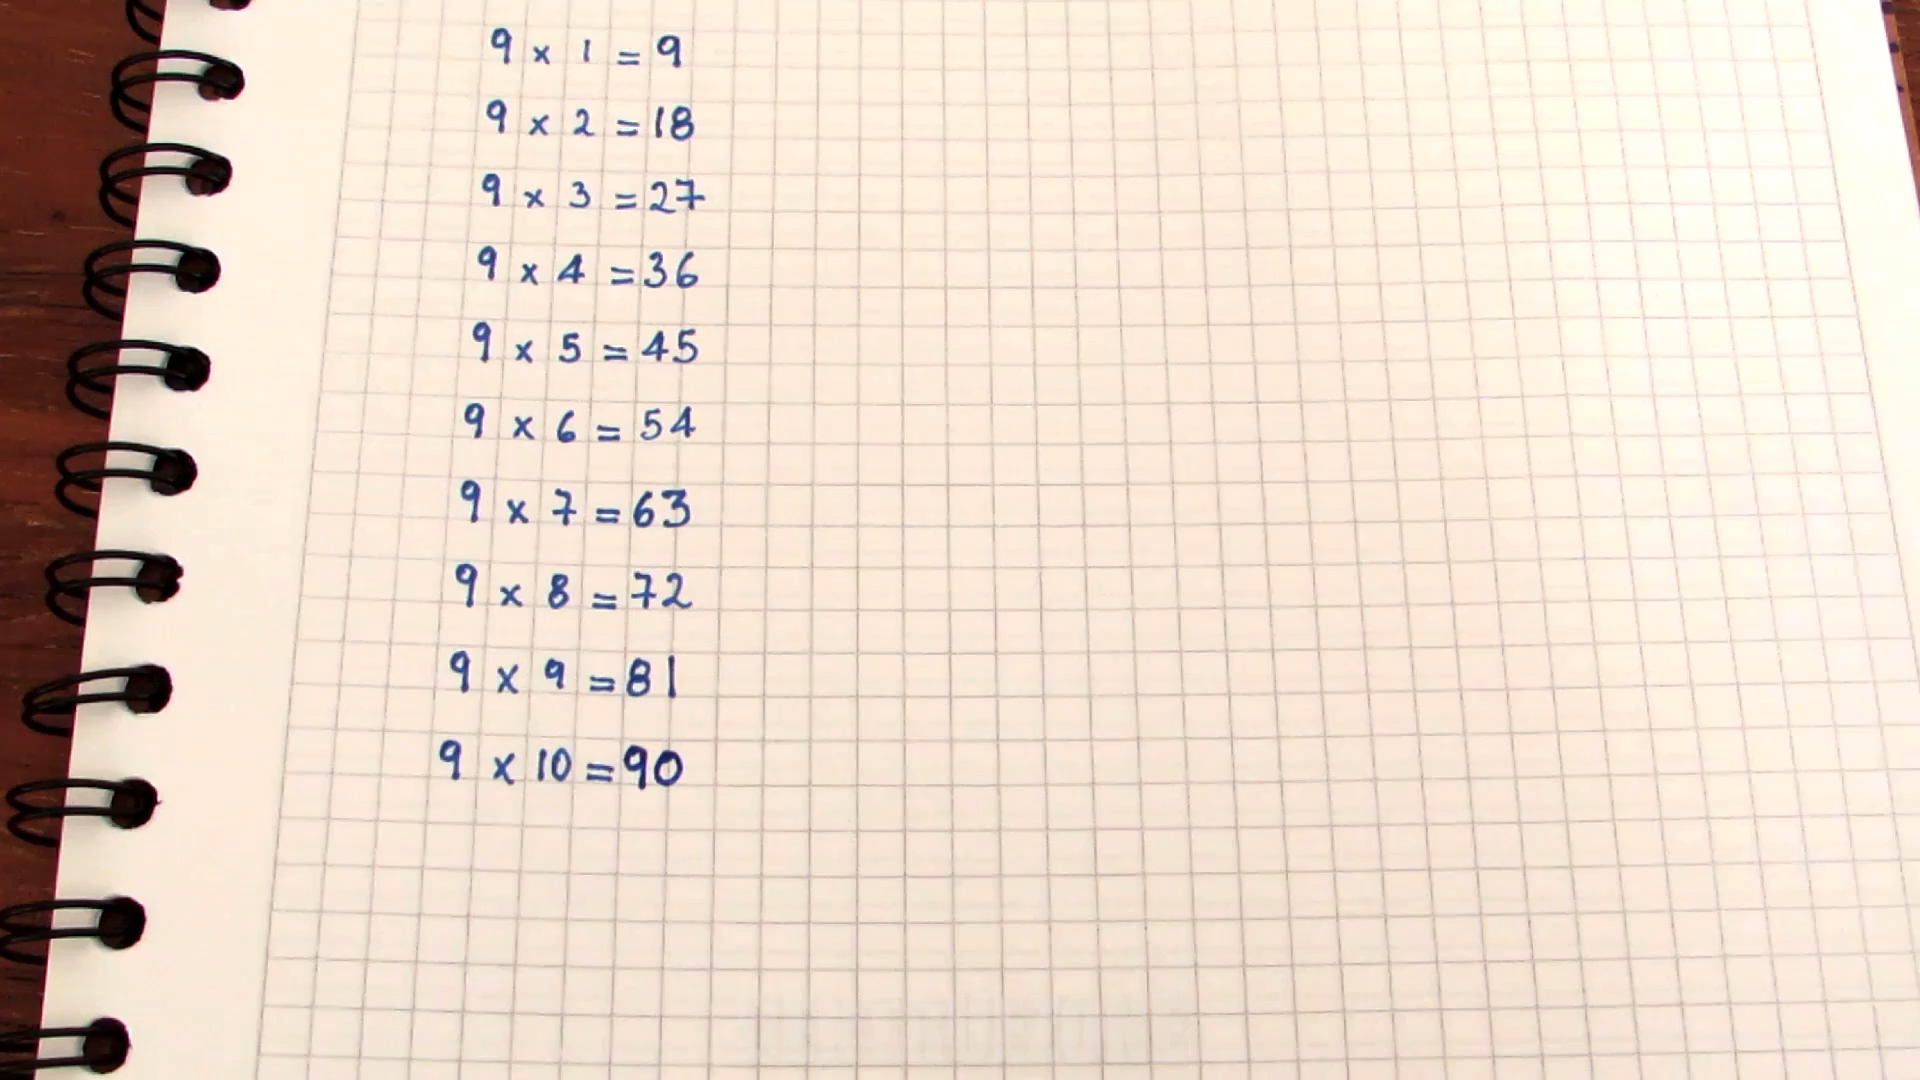 9 x 1 = 9
9 x 2 = 18
9 x 3 = 27
9 x 4 = 36
9 x 5 = 45
9 x 6 = 54
9 x 7 = 63
9 x 8 = 72
9 x 9 = 81
9 x 10 = 90